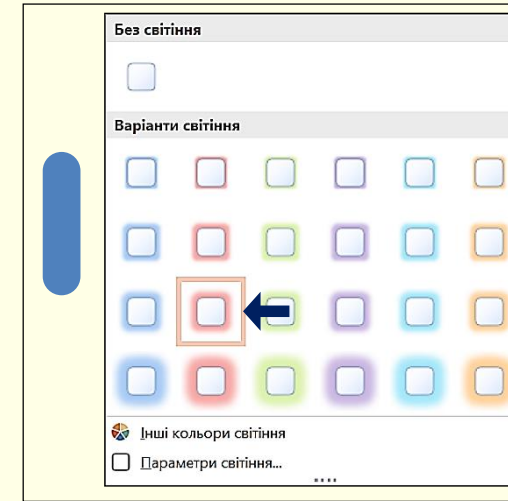 Без світіння
Варіанти світіння
Інші кольори світіння
Параметри світіння...